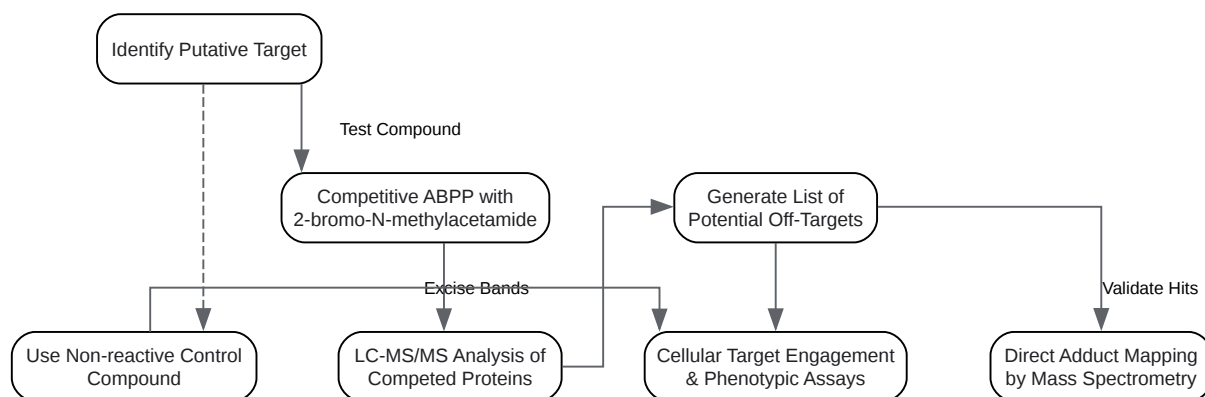 Identify Putative Target
Test Compound
Competitive ABPP with
2-bromo-N-methylacetamide
Generate List of
Potential Off-Targets
Excise Bands
Validate Hits
Use Non-reactive Control
Compound
LC-MS/MS Analysis of
Competed Proteins
Cellular Target Engagement
& Phenotypic Assays
Direct Adduct Mapping
by Mass Spectrometry